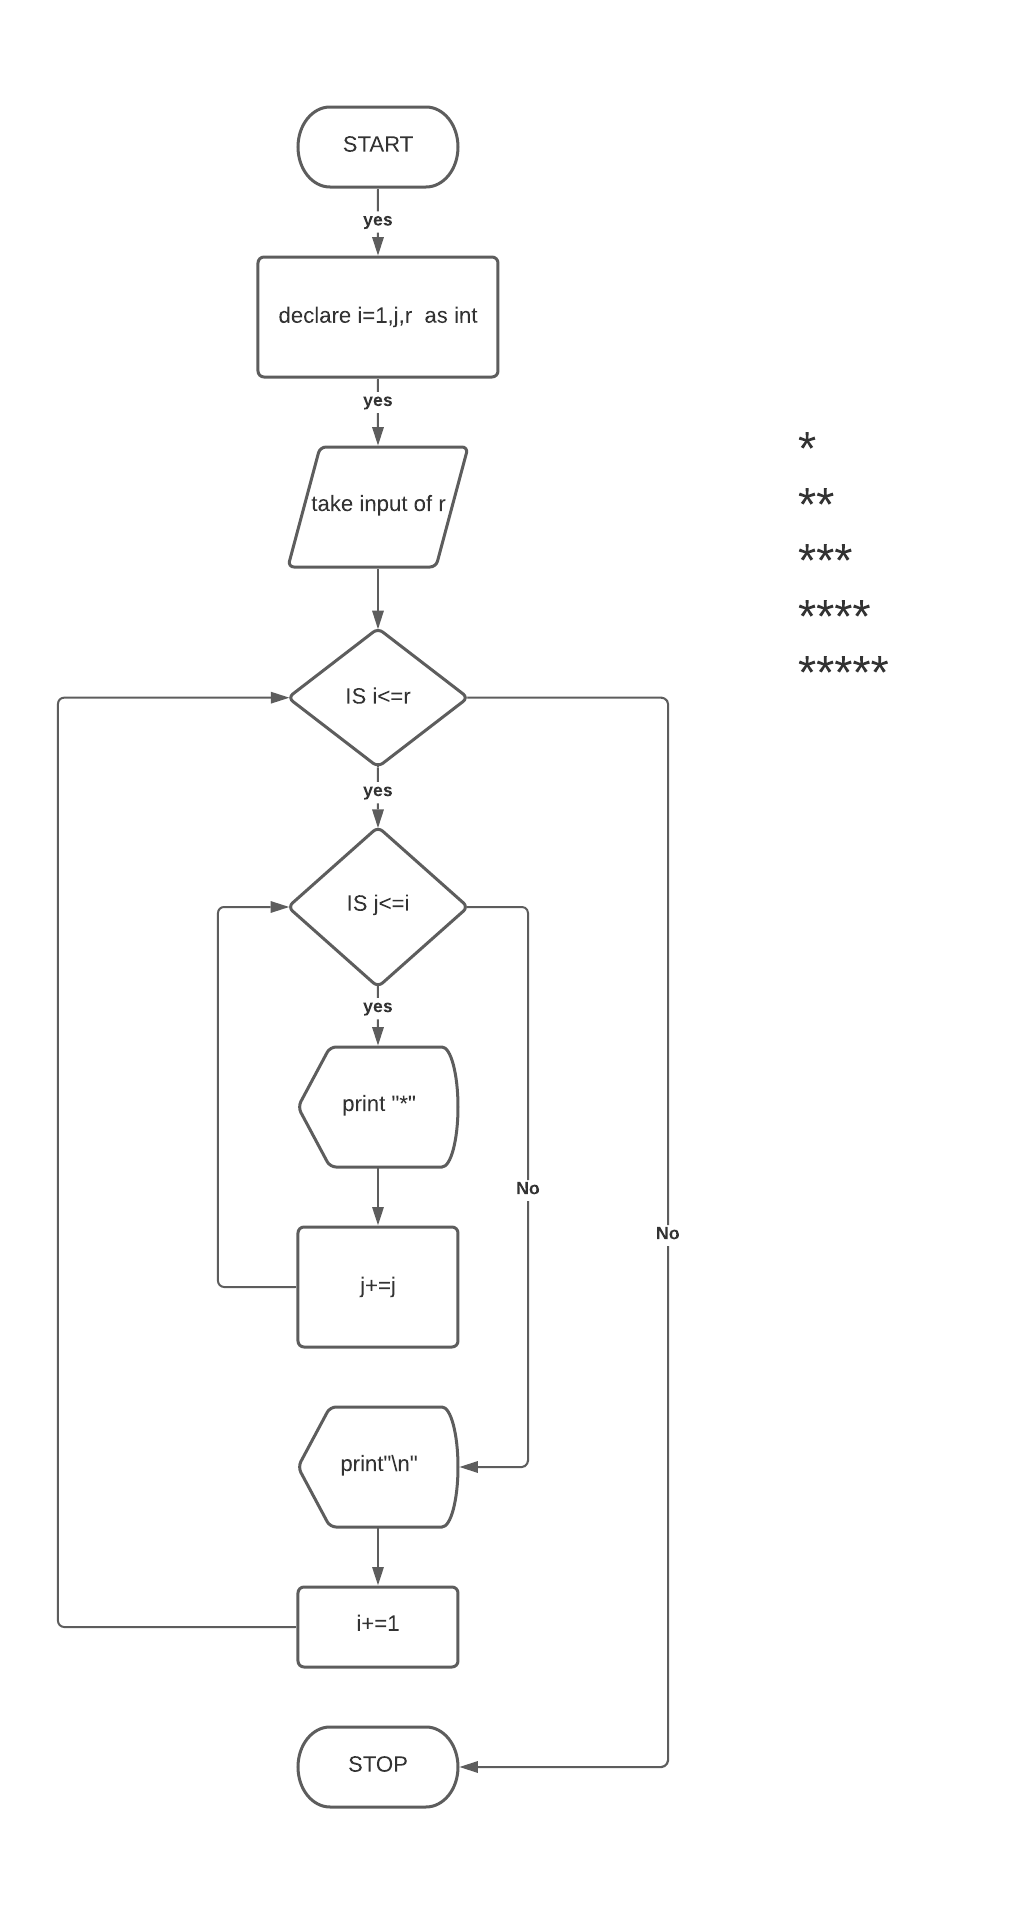 START
yes
declare i=1,j,r  as int
yes
take input of r
IS i<=r
yes
IS j<=i
yes
print "*"
j+=j
No
No
print"\n"
i+=1
STOP
*
**
***
****
*****